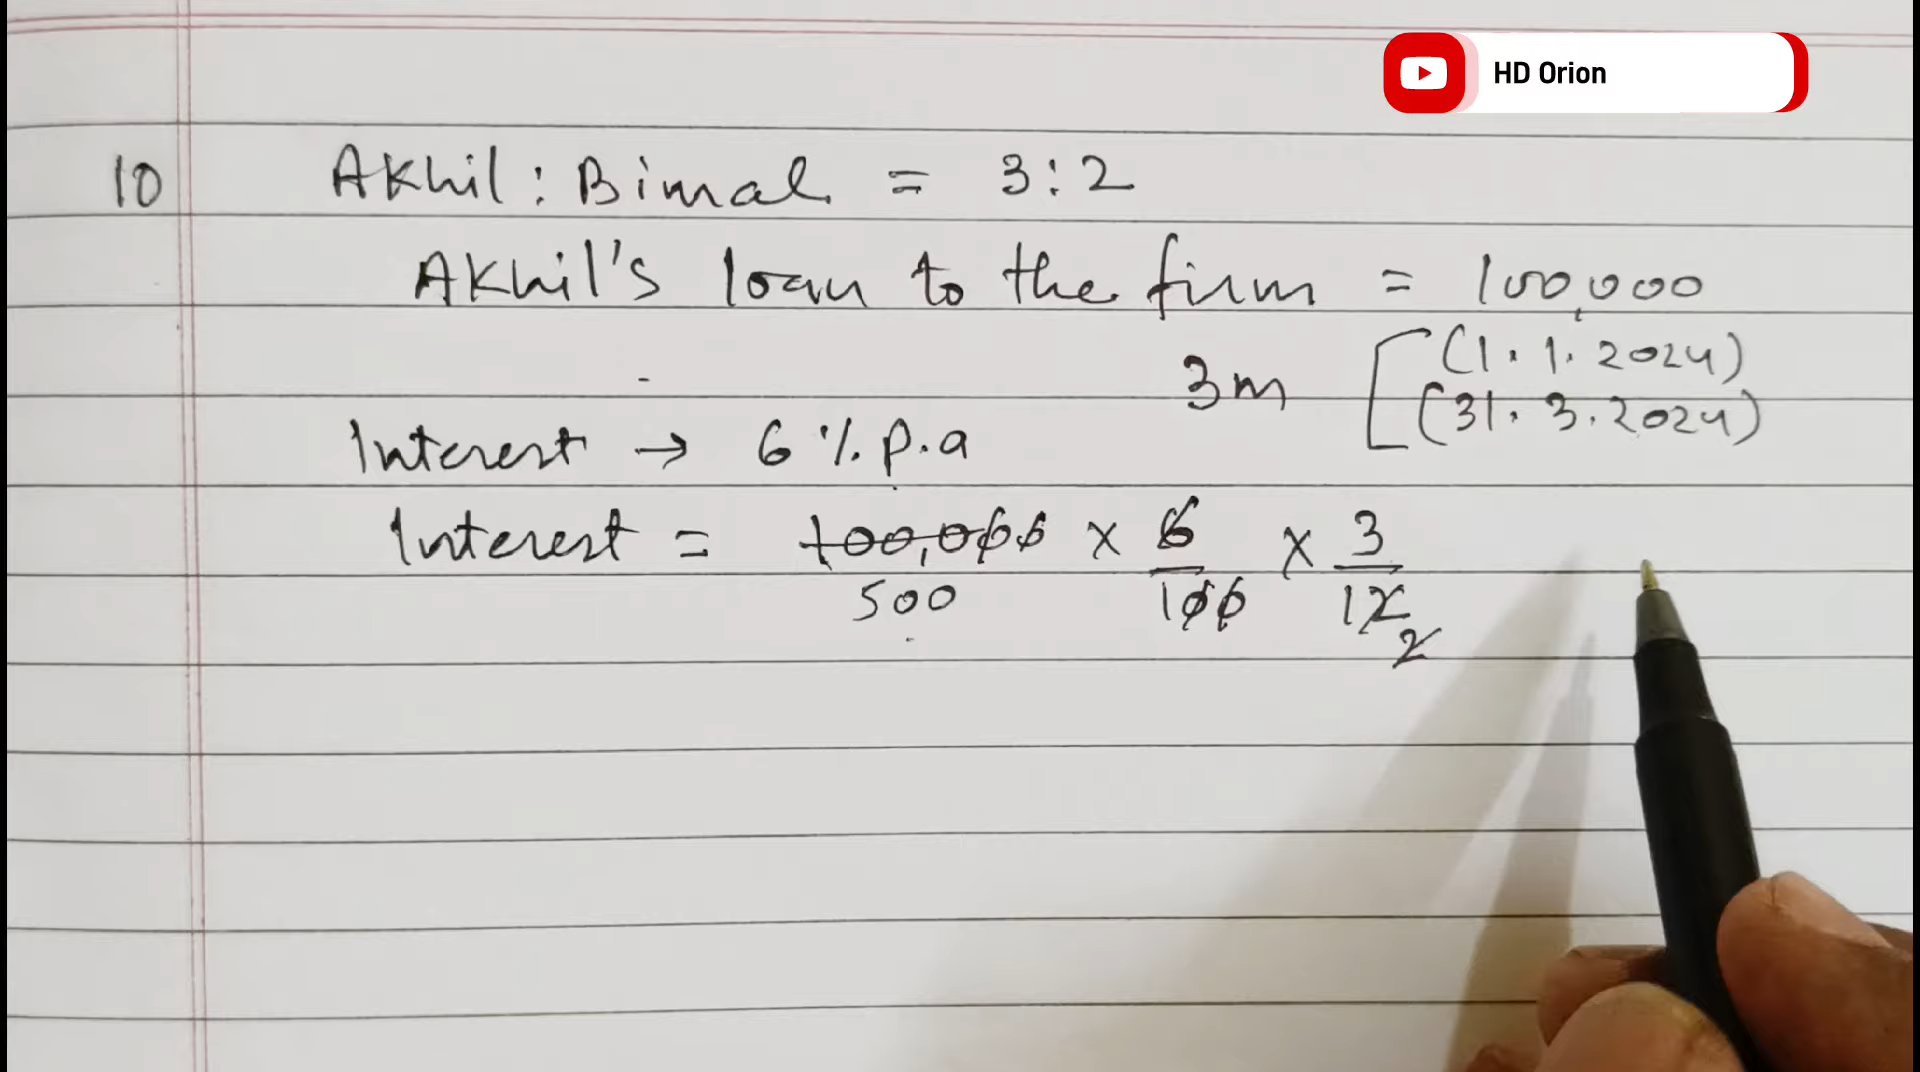 HD Orion
10 Akhil : Bimal = 3 : 2
Akhil's loan to the firm = 100,000
3m [ (1. 1. 2024)
(31. 3. 2024)
Interest → 6 %. p.a
Interest = 100,000 × 6/100 × 3/12
500 2